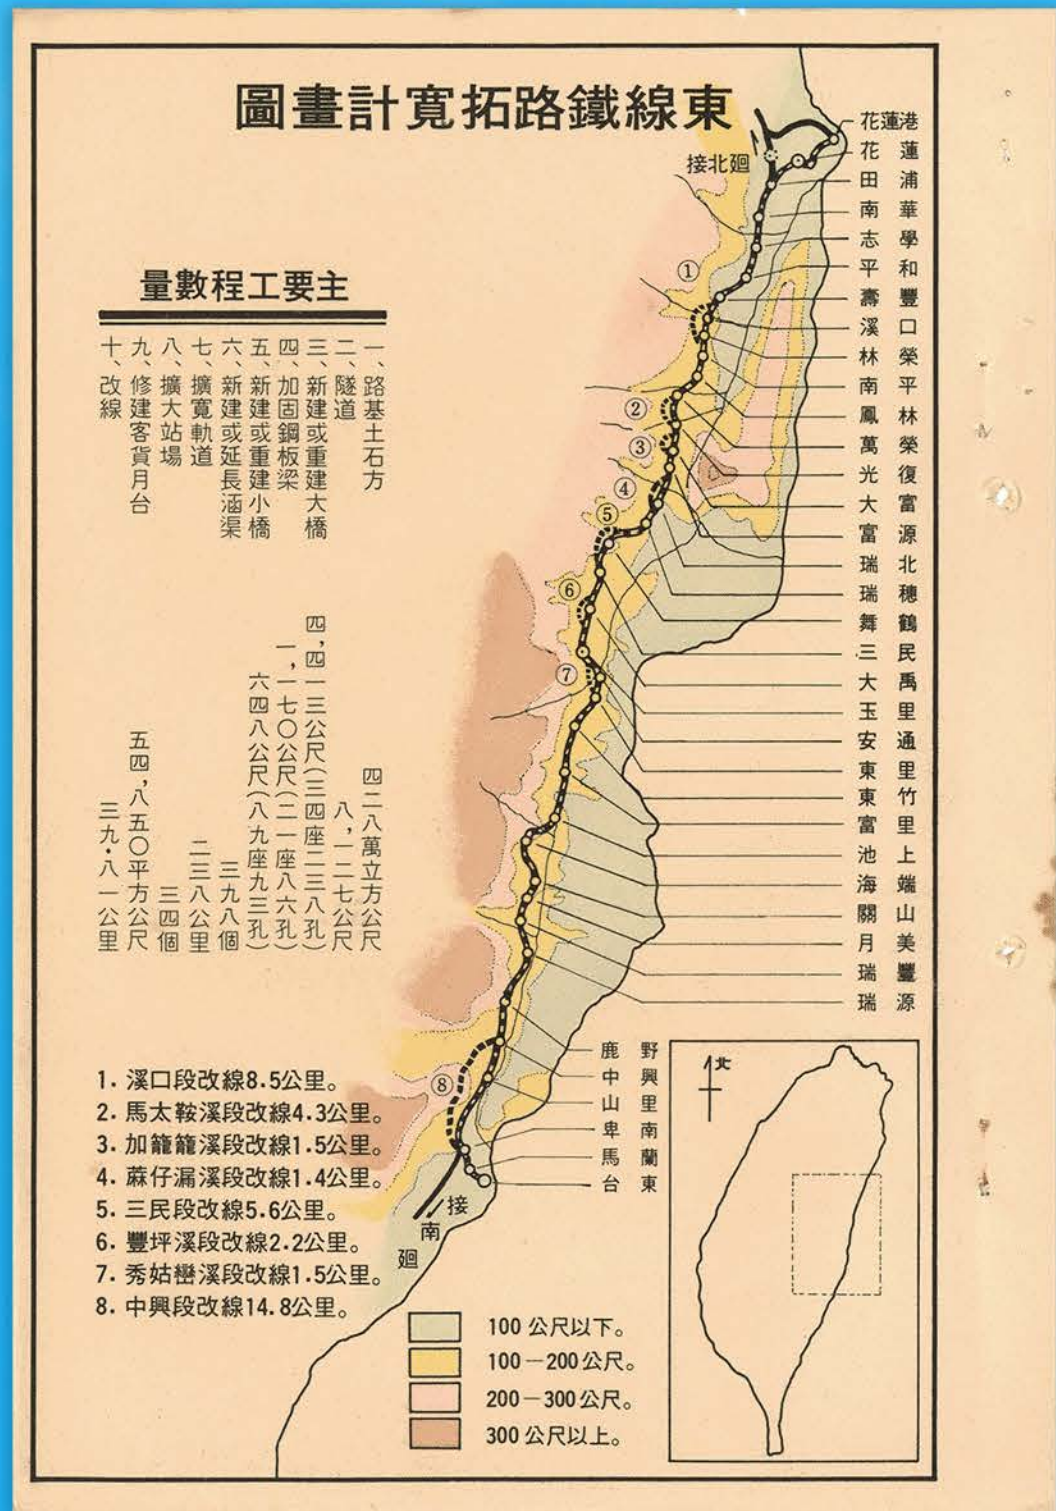 東線鐵路拓寬計畫圖
接北廻
花蓮港
花蓮
田浦
南華
志學
平和
壽豐
溪口
林榮
南平
鳳林
萬榮
光復
大富
富源
瑞北
瑞穗
舞鶴
三民
大禹
玉里
安通
東里
東竹
富里
池上
海端
關山
月美
瑞豐
瑞源
鹿野
中興
山里
卑南
馬蘭
台東
接南廻
①
②
③
④
⑤
⑥
⑦
⑧
主要工程數量
一、路基土石方 四二八萬立方公尺
二、隧道 八,一二七公尺
三、新建或重建大橋 四,四一三公尺(三四座二三八孔)
四、加固鋼板梁 一,一七〇公尺(二一座八六孔)
五、新建或重建小橋 六四八公尺(八九座九三孔)
六、新建或延長涵渠 三九八個
七、擴寬軌道 二三八公里
八、擴大站場 三四個
九、修建客貨月台 五四,八五〇平方公尺
十、改線 三九.八一公里
1. 溪口段改線8.5公里。
2. 馬太鞍溪段改線4.3公里。
3. 加籠籠溪段改線1.5公里。
4. 蔴仔漏溪段改線1.4公里。
5. 三民段改線5.6公里。
6. 豐坪溪段改線2.2公里。
7. 秀姑巒溪段改線1.5公里。
8. 中興段改線14.8公里。
100公尺以下。
100－200公尺。
200－300公尺。
300公尺以上。
北